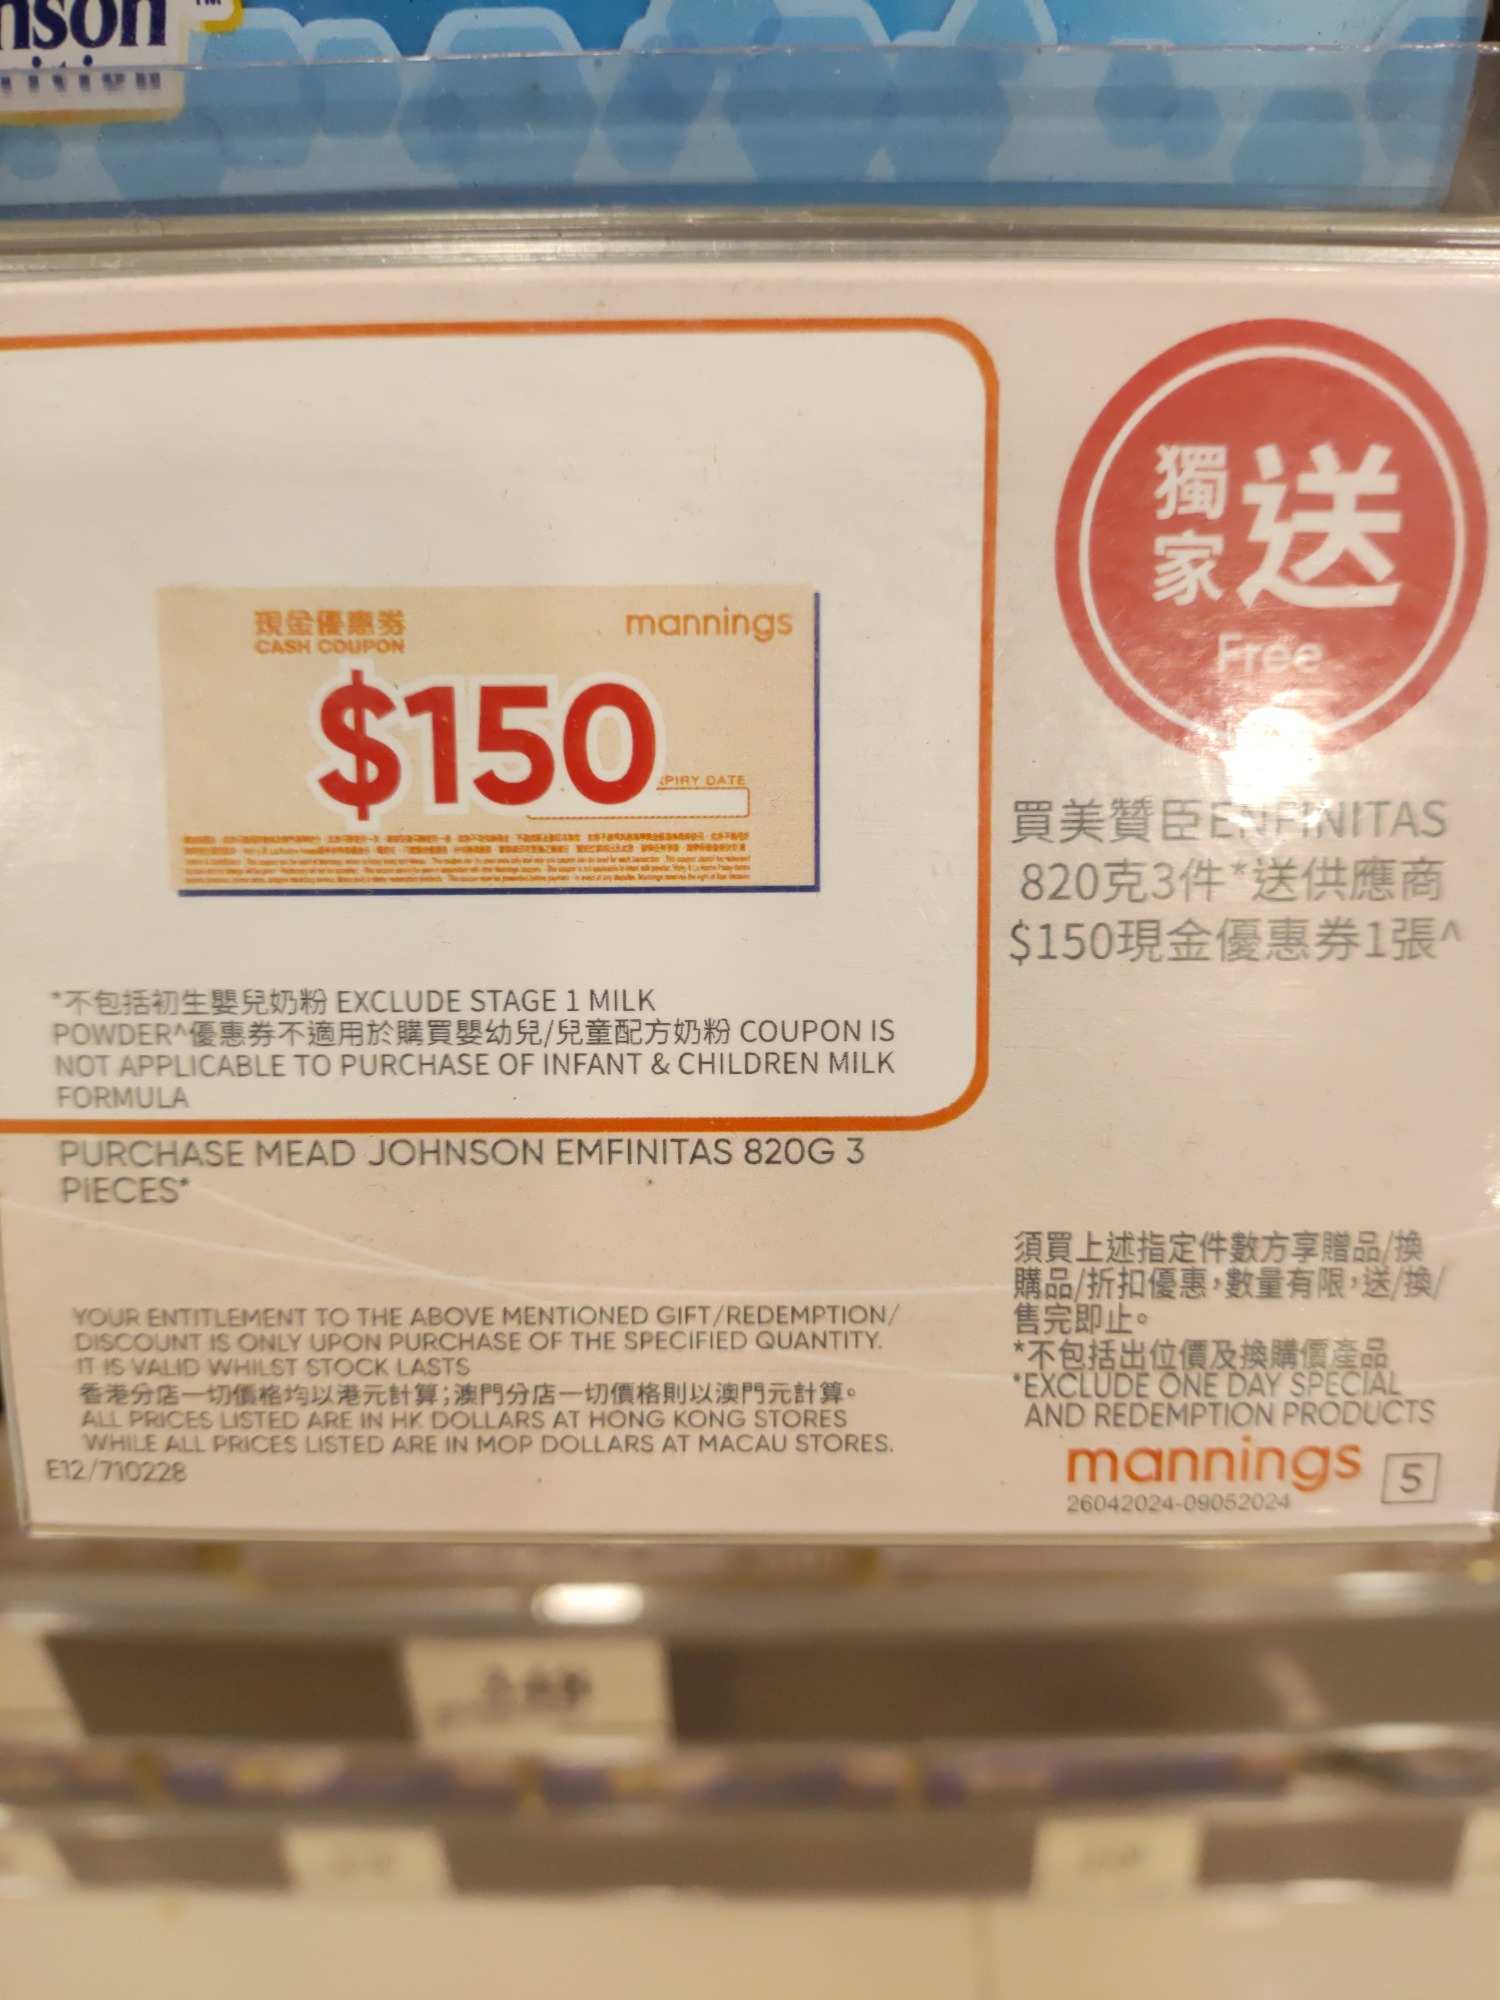 nson
TM
獨家 送
Free
現金優惠券
mannings
CASH COUPON
$150
PIRY DATE
買美贊臣ENFINITAS
820克3件*送供應商
$150現金優惠券1張^
*不包括初生嬰兒奶粉 EXCLUDE STAGE 1 MILK
POWDER^優惠券不適用於購買嬰幼兒/兒童配方奶粉 COUPON IS
NOT APPLICABLE TO PURCHASE OF INFANT & CHILDREN MILK
FORMULA
PURCHASE MEAD JOHNSON EMFINITAS 820G 3
PIECES*
YOUR ENTITLEMENT TO THE ABOVE MENTIONED GIFT/REDEMPTION/
DISCOUNT IS ONLY UPON PURCHASE OF THE SPECIFIED QUANTITY.
IT IS VALID WHILST STOCK LASTS
香港分店一切價格均以港元計算;澳門分店一切價格則以澳門元計算。
ALL PRICES LISTED ARE IN HK DOLLARS AT HONG KONG STORES
WHILE ALL PRICES LISTED ARE IN MOP DOLLARS AT MACAU STORES.
E12/710228
須買上述指定件數方享贈品/換
購品/折扣優惠,數量有限,送/換/
售完即止。
*不包括出位價及換購價產品
*EXCLUDE ONE DAY SPECIAL
AND REDEMPTION PRODUCTS
mannings 5
26042024-09052024